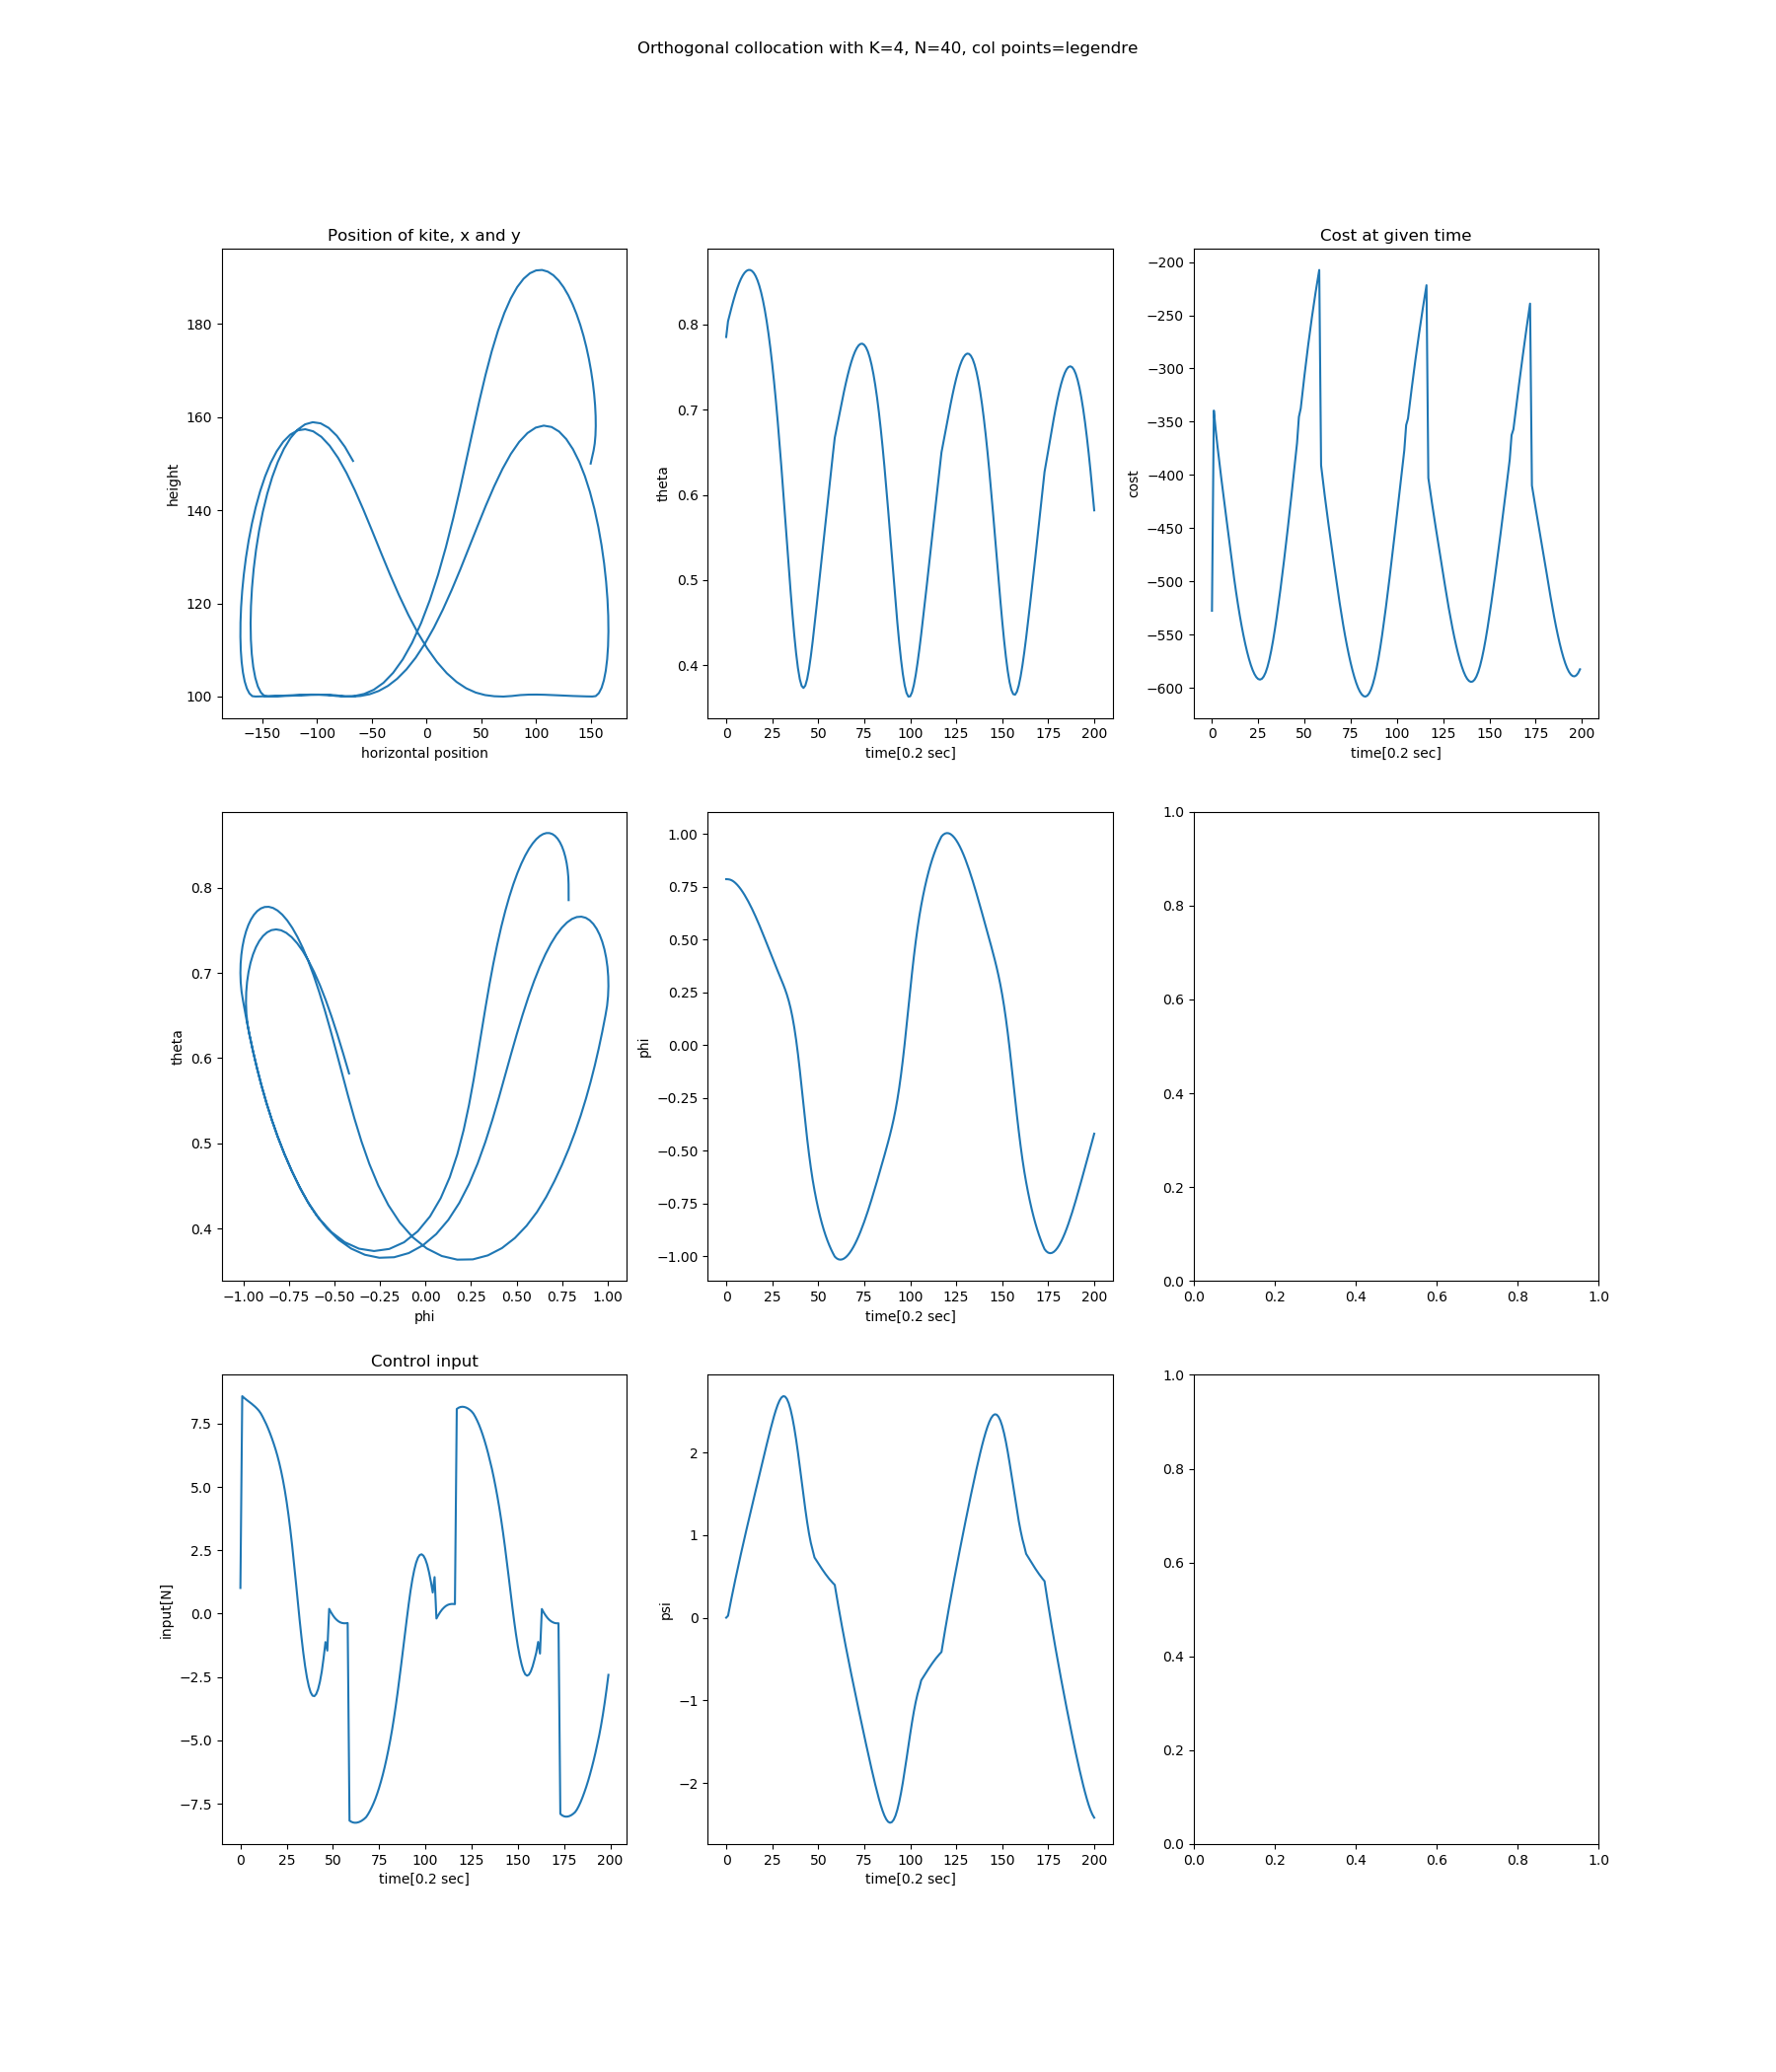 Orthogonal collocation with K=4, N=40, col points=legendre
Position of kite, x and y
height
180
160
140
120
100
−150 −100 −50 0 50 100 150
horizontal position
theta
0.8
0.7
0.6
0.5
0.4
0 25 50 75 100 125 150 175 200
time[0.2 sec]
Cost at given time
cost
−200
−250
−300
−350
−400
−450
−500
−550
−600
0 25 50 75 100 125 150 175 200
time[0.2 sec]
theta
0.8
0.7
0.6
0.5
0.4
−1.00 −0.75 −0.50 −0.25 0.00 0.25 0.50 0.75 1.00
phi
phi
1.00
0.75
0.50
0.25
0.00
−0.25
−0.50
−0.75
−1.00
0 25 50 75 100 125 150 175 200
time[0.2 sec]
1.0
0.8
0.6
0.4
0.2
0.0
0.0 0.2 0.4 0.6 0.8 1.0
Control input
input[N]
7.5
5.0
2.5
0.0
−2.5
−5.0
−7.5
0 25 50 75 100 125 150 175 200
time[0.2 sec]
psi
2
1
0
−1
−2
0 25 50 75 100 125 150 175 200
time[0.2 sec]
1.0
0.8
0.6
0.4
0.2
0.0
0.0 0.2 0.4 0.6 0.8 1.0